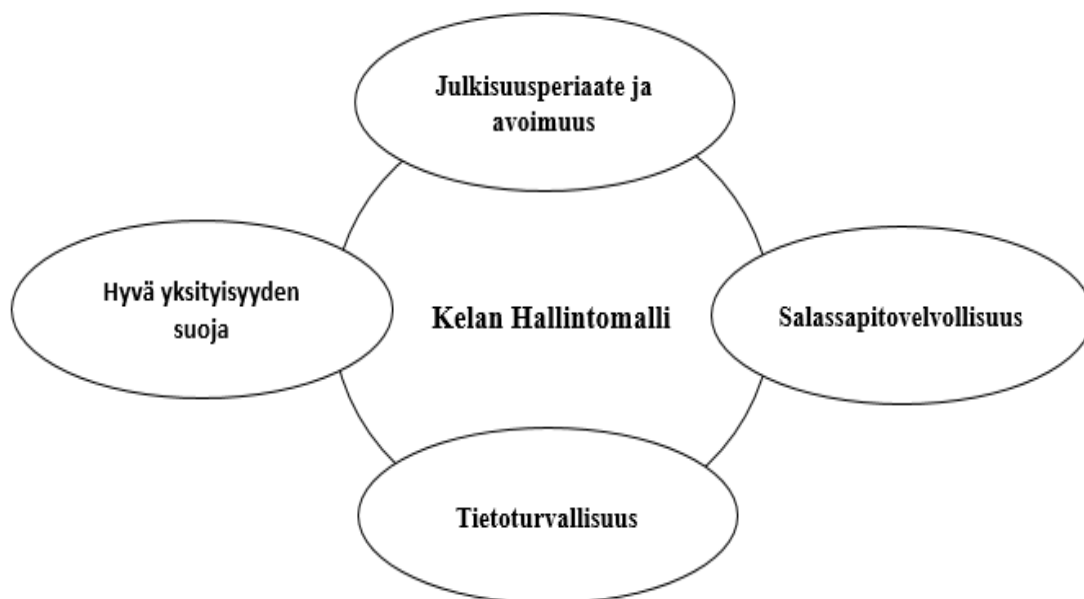 Julkisuusperiaate ja
avoimuus
Hyvä yksityisyyden
suoja
Kelan Hallintomalli
Salassapitovelvollisuus
Tietoturvallisuus